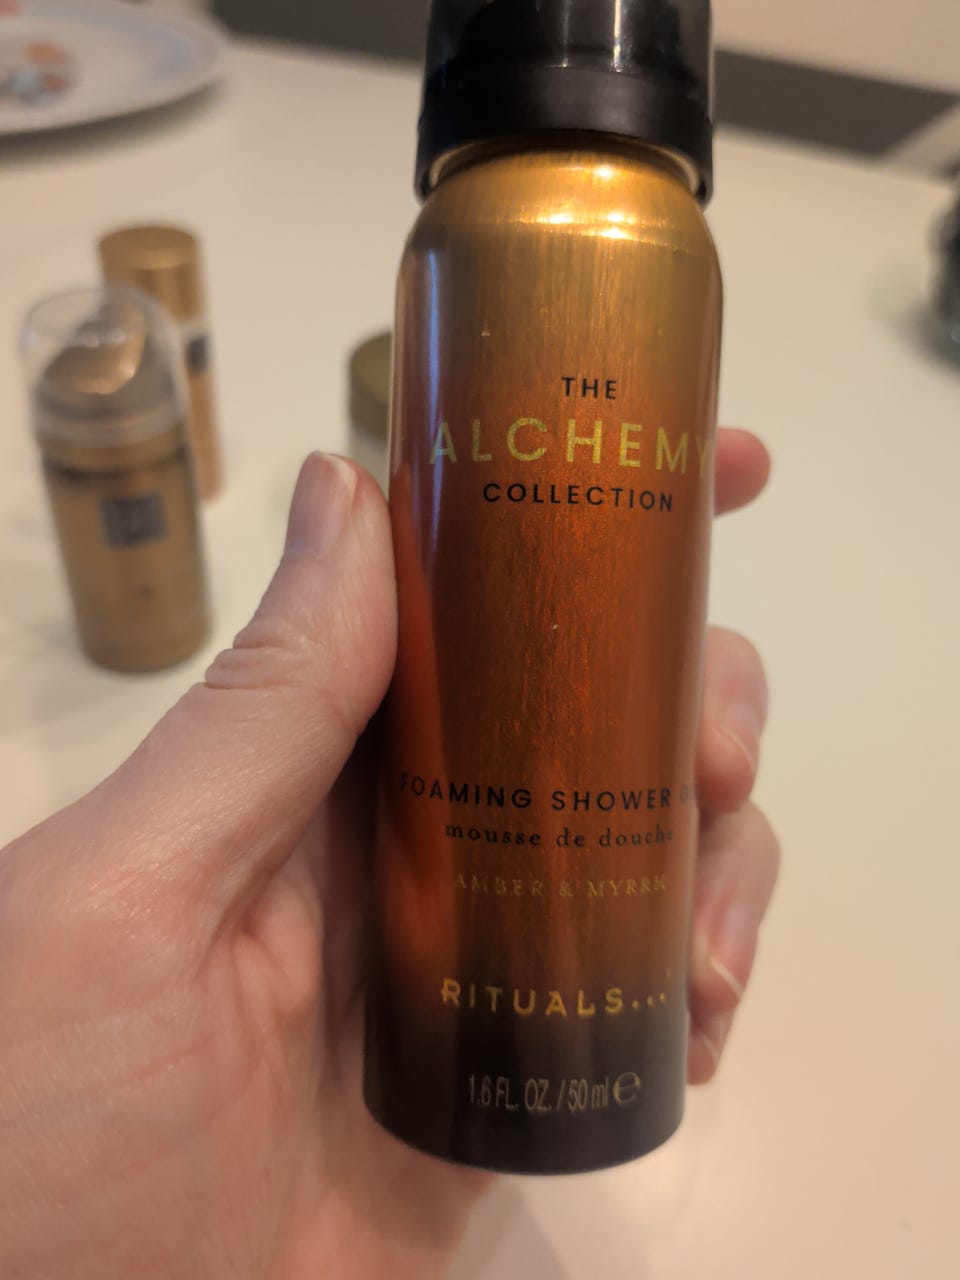 THE
ALCHEMY
COLLECTION
FOAMING SHOWER
mousse de douche
AMBER & MYRRH
RITUALS...
1.6 FL. OZ. / 50 ml ℮